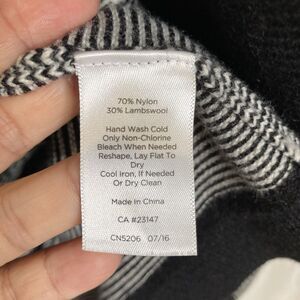 70% Nylon
30% Lambswool
Hand Wash Cold
Only Non-Chlorine
Bleach When Needed
Reshape, Lay Flat To
Dry
Cool Iron, If Needed
Or Dry Clean
Made In China
CA #23147
CN5206 07/16